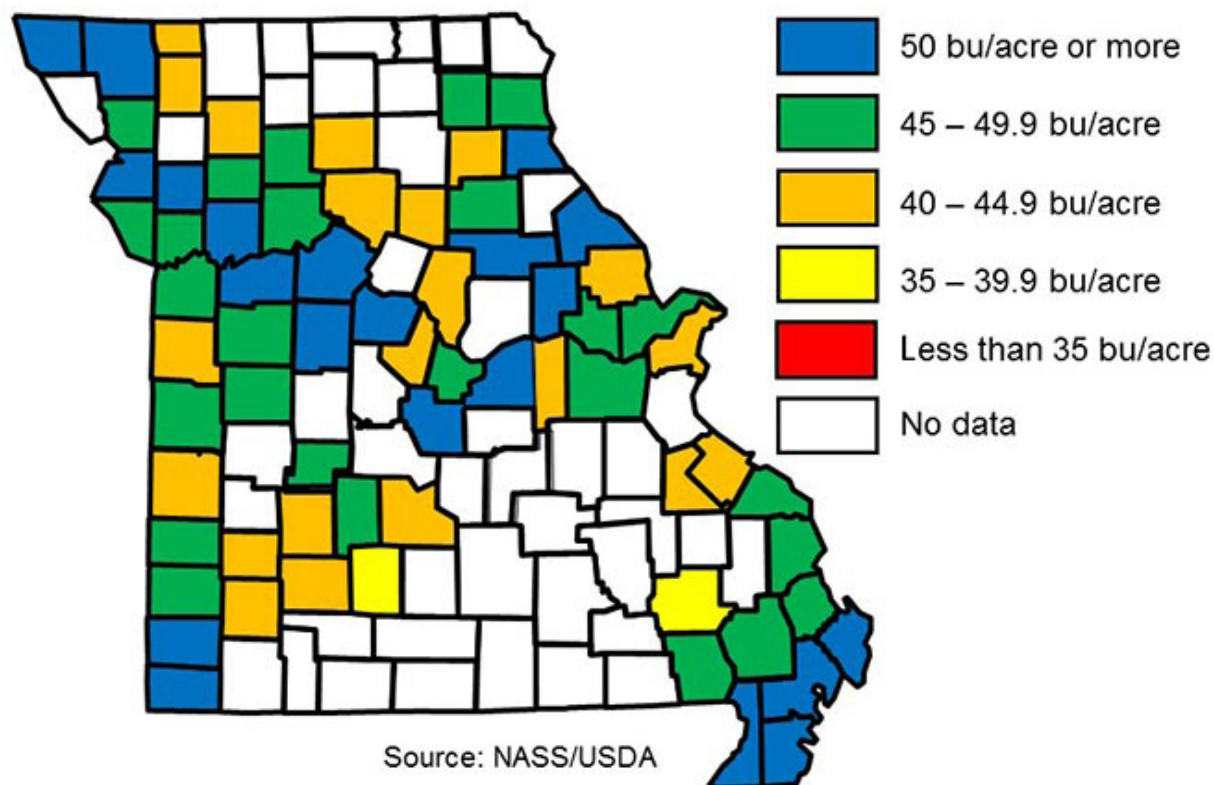 50 bu/acre or more
45 – 49.9 bu/acre
40 – 44.9 bu/acre
35 – 39.9 bu/acre
Less than 35 bu/acre
No data
Source: NASS/USDA